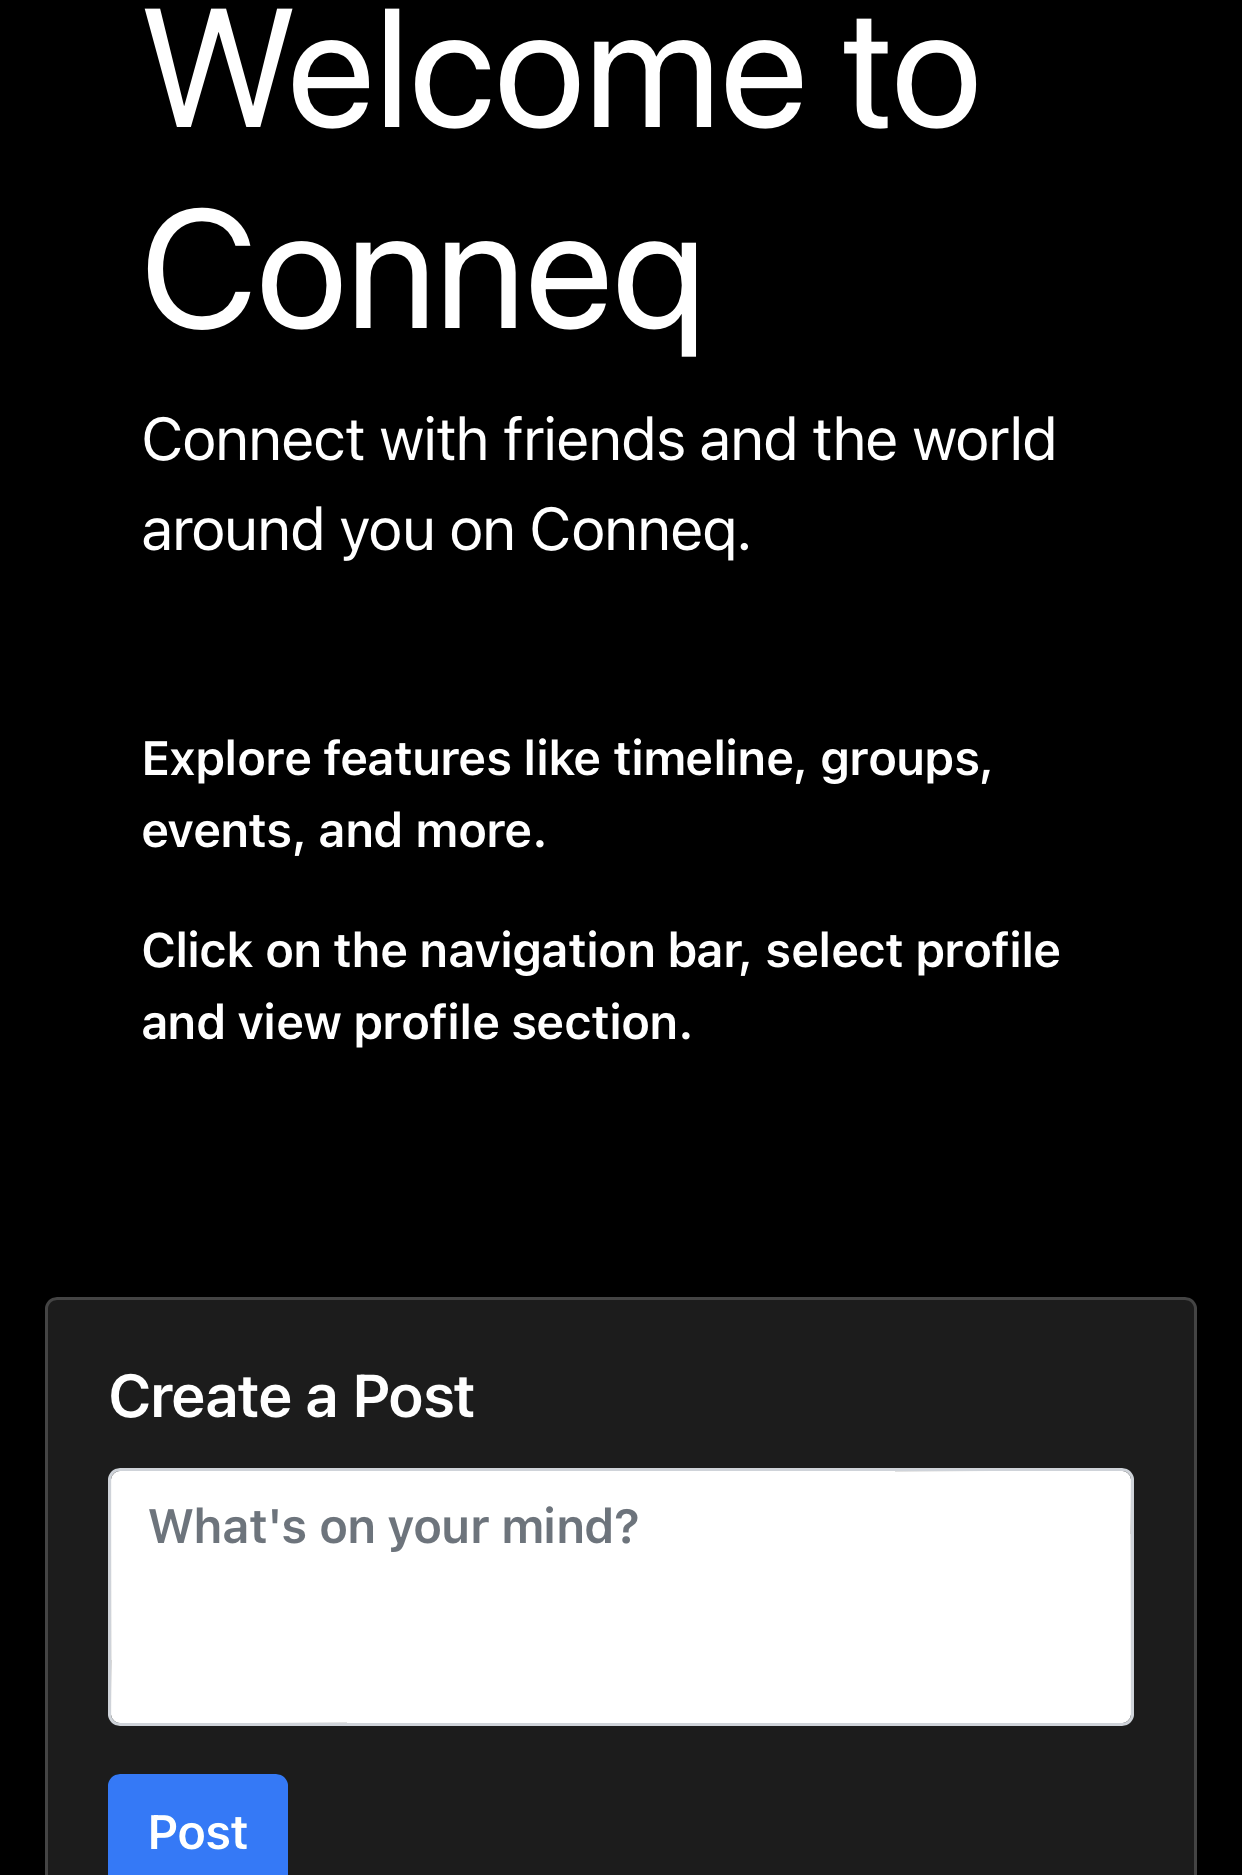 Welcome to
Conneq
Connect with friends and the world
around you on Conneq.
Explore features like timeline, groups,
events, and more.
Click on the navigation bar, select profile
and view profile section.
Create a Post
What's on your mind?
Post